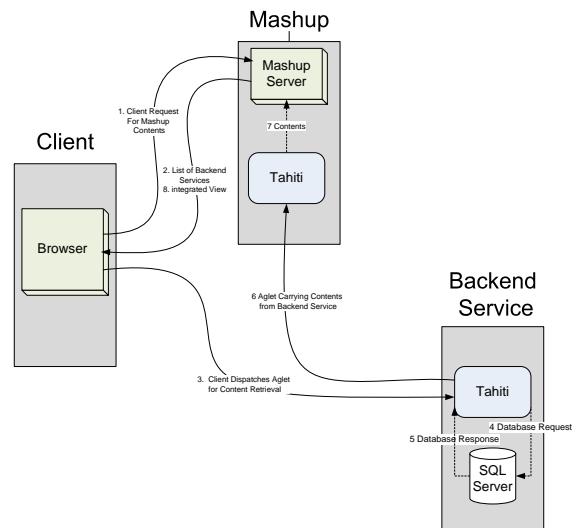 Mashup
Mashup
Server
1. Client Request
For Mashup
Contents
7 Contents
Client
2. List of Backend
Services
8. integrated View
Tahiti
Browser
6 Aglet Carrying Contents
from Backend Service
Backend
Service
3. Client Dispatches Aglet
for Content Retrieval
Tahiti
4 Database Request
5 Database Response
SQL
Server